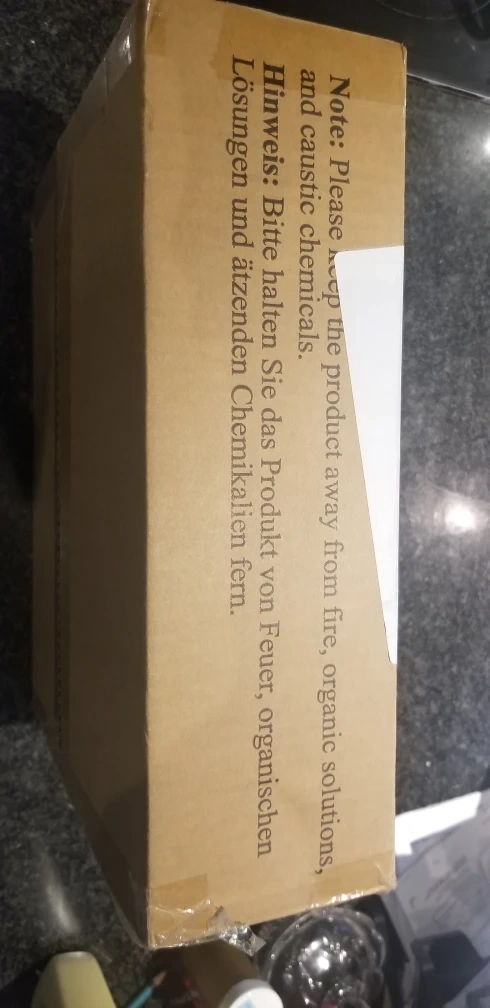 Note: Please keep the product away from fire, organic solutions,
and caustic chemicals.
Hinweis: Bitte halten Sie das Produkt von Feuer, organischen
Lösungen und ätzenden Chemikalien fern.